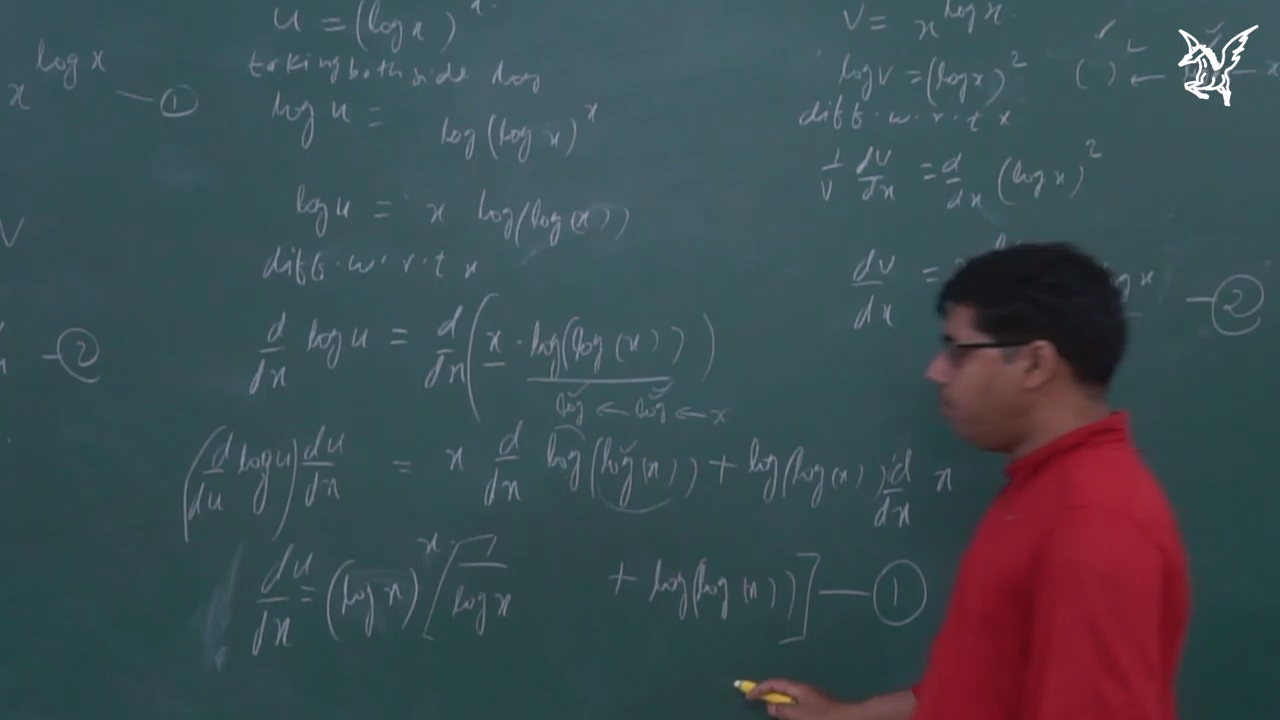 x^{log x} — ①
V
— ②
u = (log x)^x
taking both side log
log u = log (log x)^x
log u = x log(log(x))
diff. w. r. t x
d/dx log u = d/dx (x · log(log(x)))
log ← log ← x
(d/du log u) du/dx = x d/dx log(log(x)) + log(log(x)) d/dx x
du/dx = (log x)^x [1/log x + log(log(x))] — ①
V = x^{log x}
log V = (log x)^2
( )^2 ← — x
diff. w. r. t x.
1/V dV/dx = d/dx (log x)^2
dV/dx = log x — ②